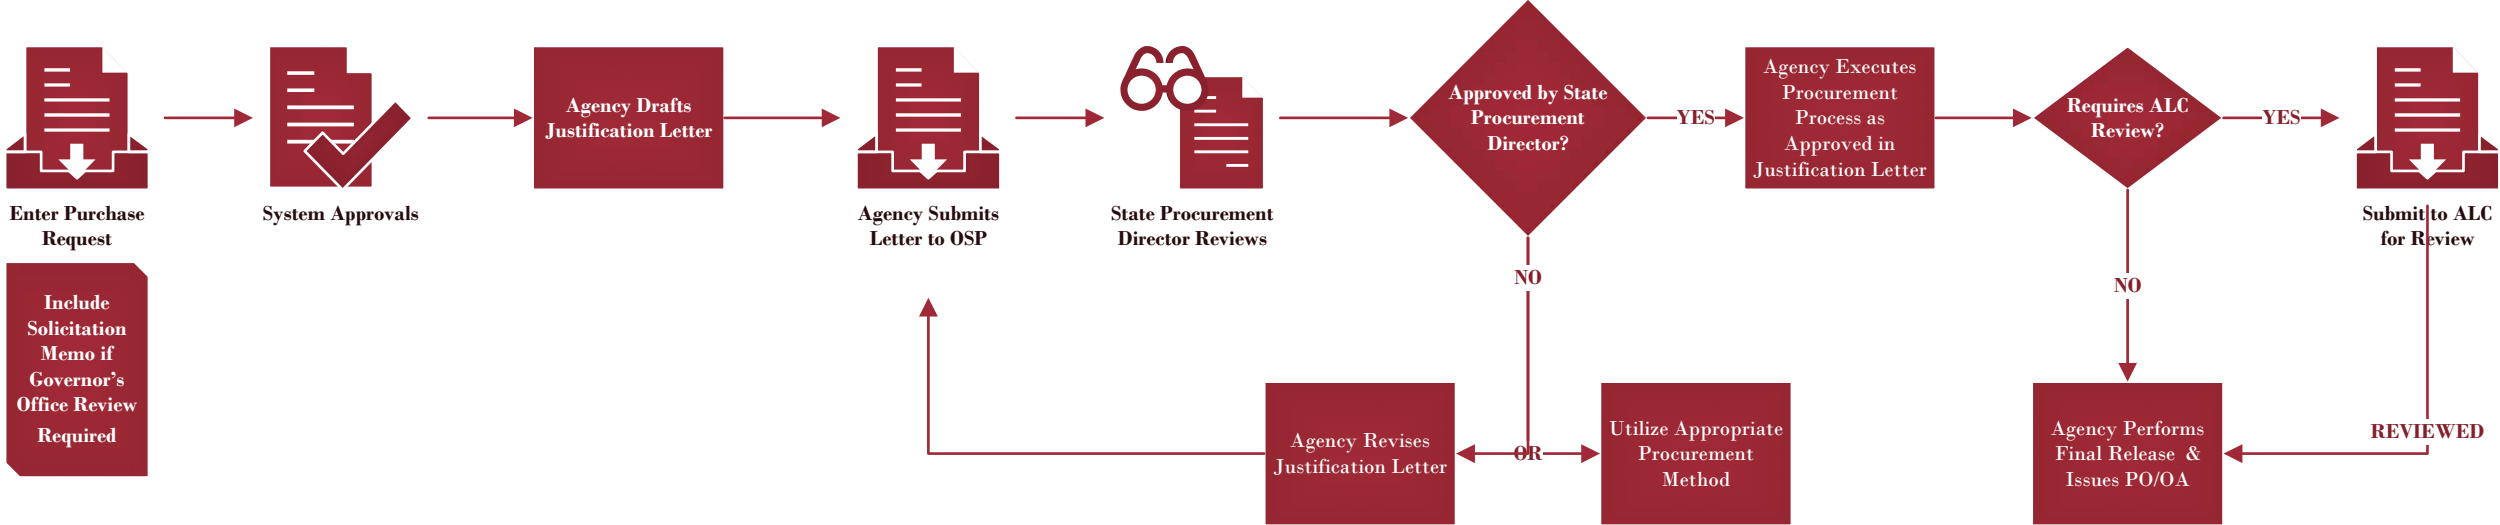 Enter Purchase
Request
Include
Solicitation
Memo if
Governor’s
Office Review
Required
System Approvals
Agency Drafts
Justification Letter
Agency Submits
Letter to OSP
State Procurement
Director Reviews
Approved by State
Procurement
Director?
YES
NO
OR
Agency Revises
Justification Letter
Utilize Appropriate
Procurement
Method
Agency Executes
Procurement
Process as
Approved in
Justification Letter
Requires ALC
Review?
YES
NO
Submit to ALC
for Review
REVIEWED
Agency Performs
Final Release &
Issues PO/OA